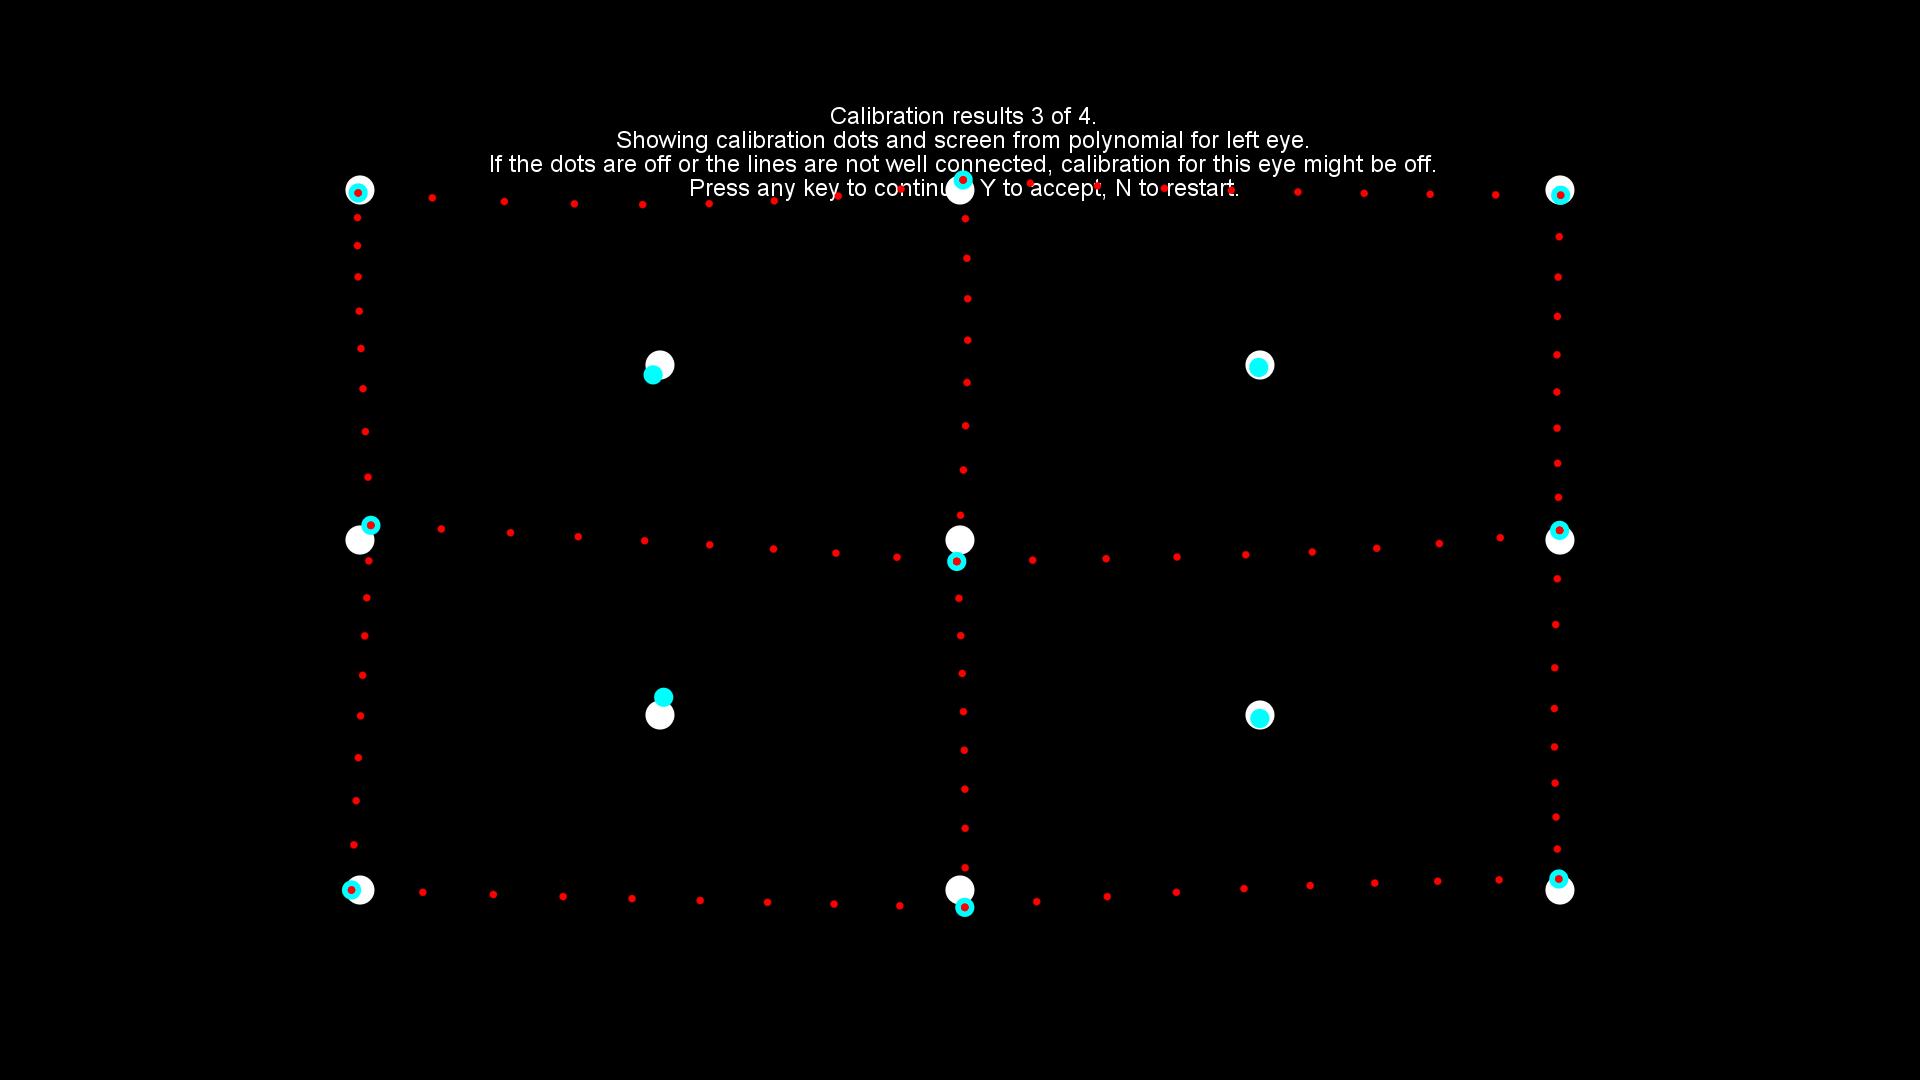 Calibration results 3 of 4.
Showing calibration dots and screen from polynomial for left eye.
If the dots are off or the lines are not well connected, calibration for this eye might be off.
Press any key to continue, Y to accept, N to restart.